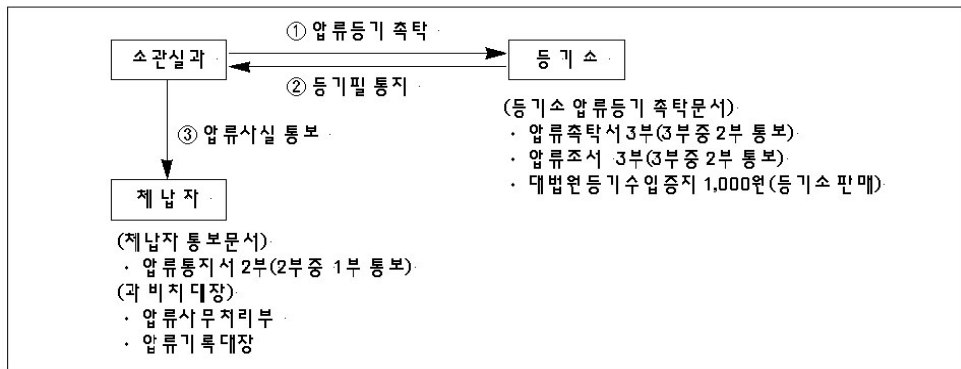 ① 압류등기 촉탁
소관실과
등기소
② 등기필 통지
(등기소 압류등기 촉탁문서)
③ 압류사실 통보
· 압류촉탁서 3부(3부중 2부 통보)
· 압류조서 3부(3부중 2부 통보)
· 대법원등기수입증지 1,000원(등기소 판매)
체납자
(체납자 통보문서)
· 압류통지서 2부(2부중 1부 통보)
(과 비치 대장)
· 압류사무처리부
· 압류기록대장